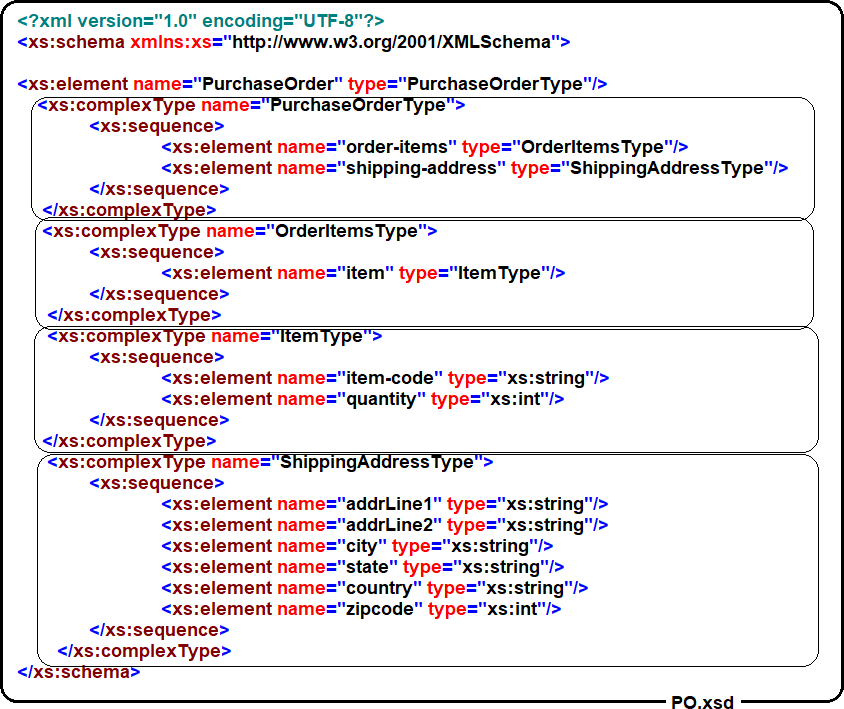 <?xml version="1.0" encoding="UTF-8"?>
<xs:schema xmlns:xs="http://www.w3.org/2001/XMLSchema">
<xs:element name="PurchaseOrder" type="PurchaseOrderType"/>
<xs:complexType name="PurchaseOrderType">
<xs:sequence>
<xs:element name="order-items" type="OrderItemsType"/>
<xs:element name="shipping-address" type="ShippingAddressType"/>
</xs:sequence>
</xs:complexType>
<xs:complexType name="OrderItemsType">
<xs:sequence>
<xs:element name="item" type="ItemType"/>
</xs:sequence>
</xs:complexType>
<xs:complexType name="ItemType">
<xs:sequence>
<xs:element name="item-code" type="xs:string"/>
<xs:element name="quantity" type="xs:int"/>
</xs:sequence>
</xs:complexType>
<xs:complexType name="ShippingAddressType">
<xs:sequence>
<xs:element name="addrLine1" type="xs:string"/>
<xs:element name="addrLine2" type="xs:string"/>
<xs:element name="city" type="xs:string"/>
<xs:element name="state" type="xs:string"/>
<xs:element name="country" type="xs:string"/>
<xs:element name="zipcode" type="xs:int"/>
</xs:sequence>
</xs:complexType>
</xs:schema>
PO.xsd